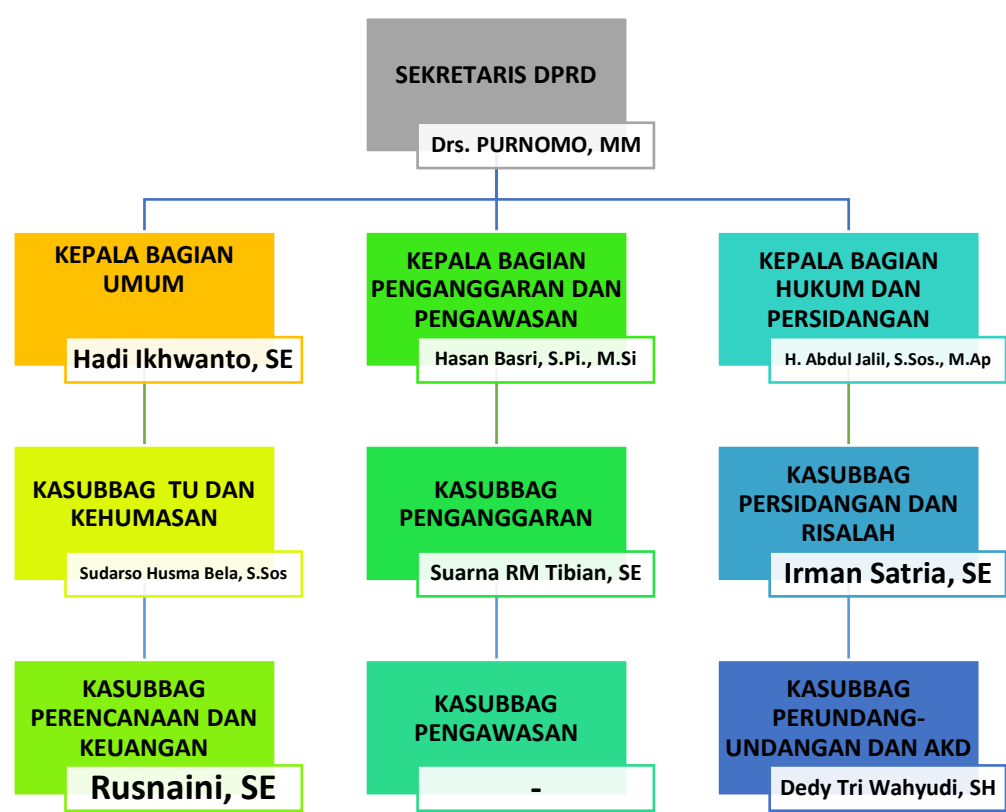 SEKRETARIS DPRD
Drs. PURNOMO, MM
KEPALA BAGIAN
UMUM
Hadi Ikhwanto, SE
KEPALA BAGIAN
PENGANGGARAN DAN
PENGAWASAN
Hasan Basri, S.Pi., M.Si
KEPALA BAGIAN
HUKUM DAN
PERSIDANGAN
H. Abdul Jalil, S.Sos., M.Ap
KASUBBAG TU DAN
KEHUMASAN
Sudarso Husma Bela, S.Sos
KASUBBAG
PENGANGGARAN
Suarna RM Tibian, SE
KASUBBAG
PERSIDANGAN DAN
RISALAH
Irman Satria, SE
KASUBBAG
PERENCANAAN DAN
KEUANGAN
Rusnaini, SE
KASUBBAG
PENGAWASAN
-
KASUBBAG
PERUNDANG-
UNDANGAN DAN AKD
Dedy Tri Wahyudi, SH